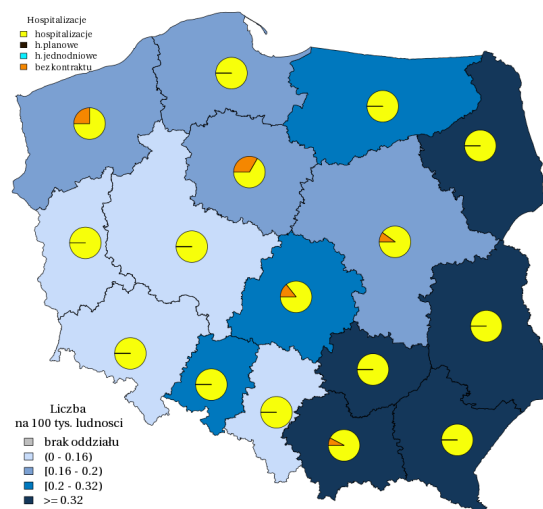 Hospitalizacje
hospitalizacje
h.planowe
h.jednodniowe
bez kontraktu
Liczba
na 100 tys. ludnosci
brak oddziału
(0 - 0.16)
[0.16 - 0.2)
[0.2 - 0.32)
>= 0.32